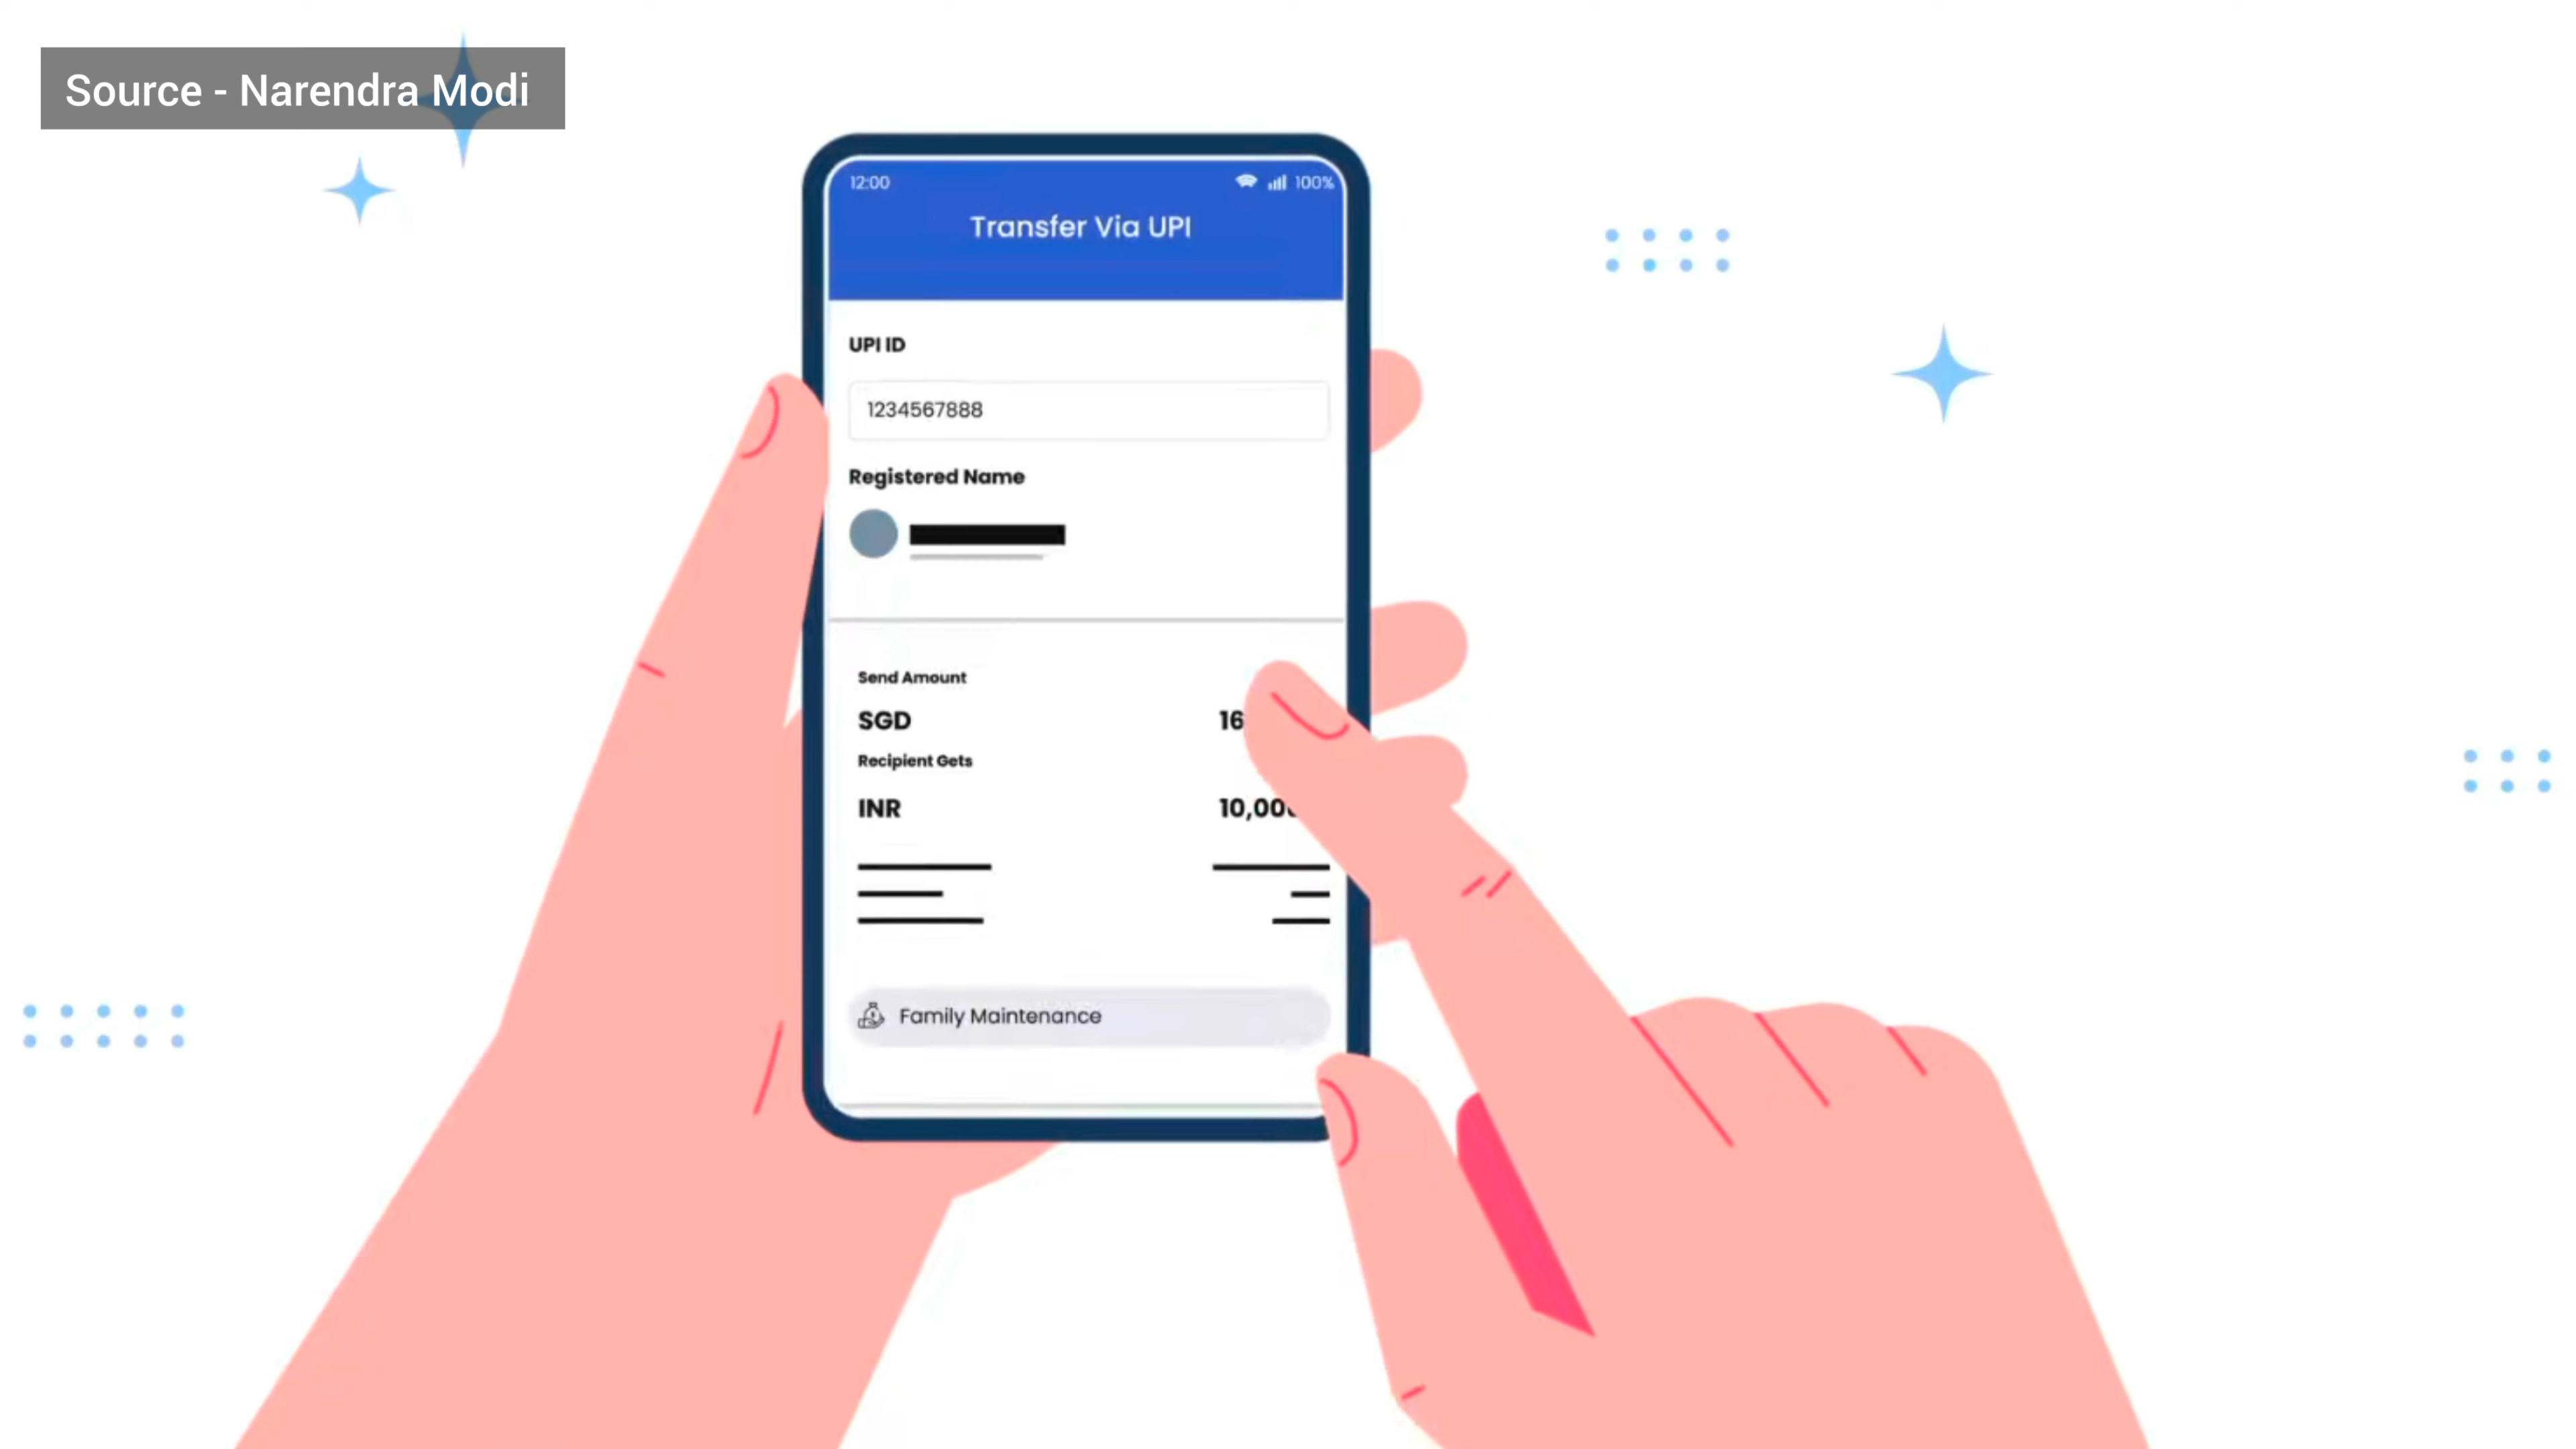 Source - Narendra Modi
12:00 100%
Transfer Via UPI
UPI ID
1234567888
Registered Name
Send Amount
SGD
Recipient Gets
INR
Family Maintenance